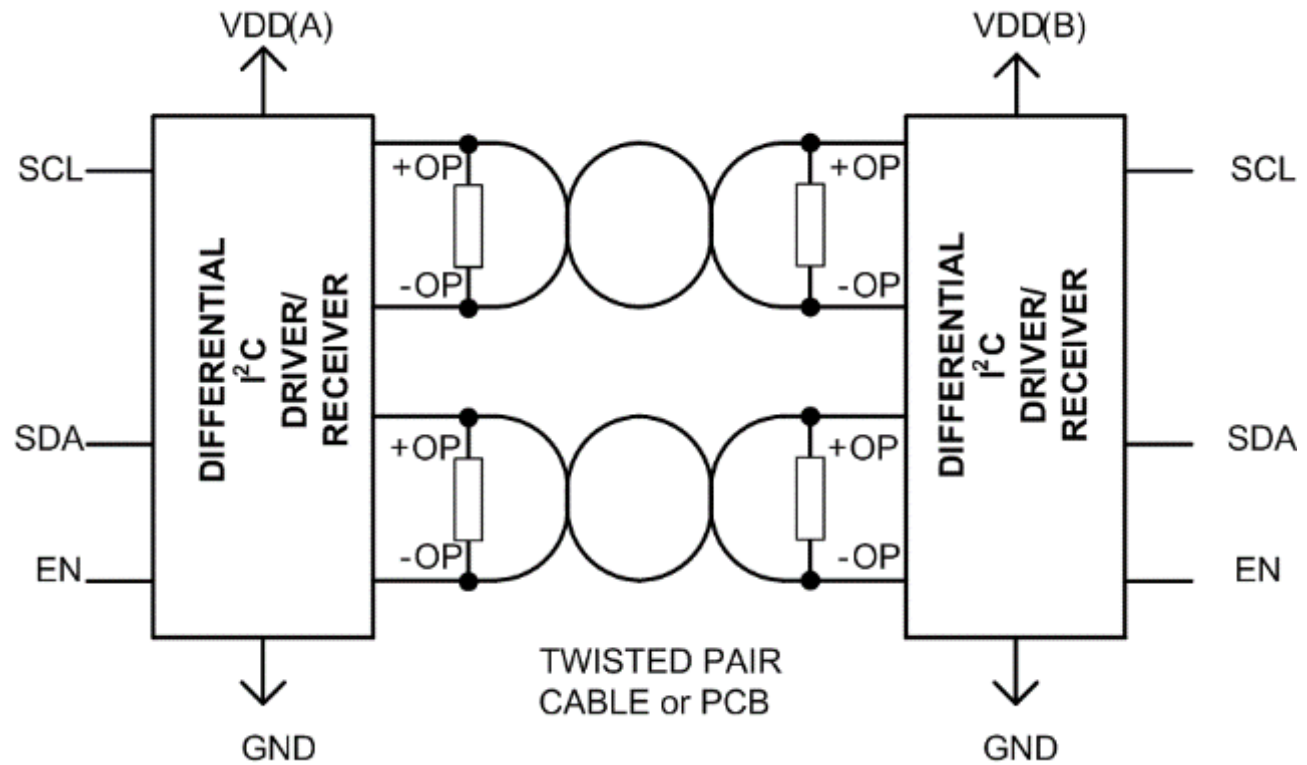 VDD(A)
VDD(B)
SCL
+OP
+OP
SCL
-OP
-OP
DIFFERENTIAL
I²C
DRIVER/
RECEIVER
DIFFERENTIAL
I²C
DRIVER/
RECEIVER
SDA
+OP
+OP
SDA
EN
-OP
-OP
EN
TWISTED PAIR
CABLE or PCB
GND
GND